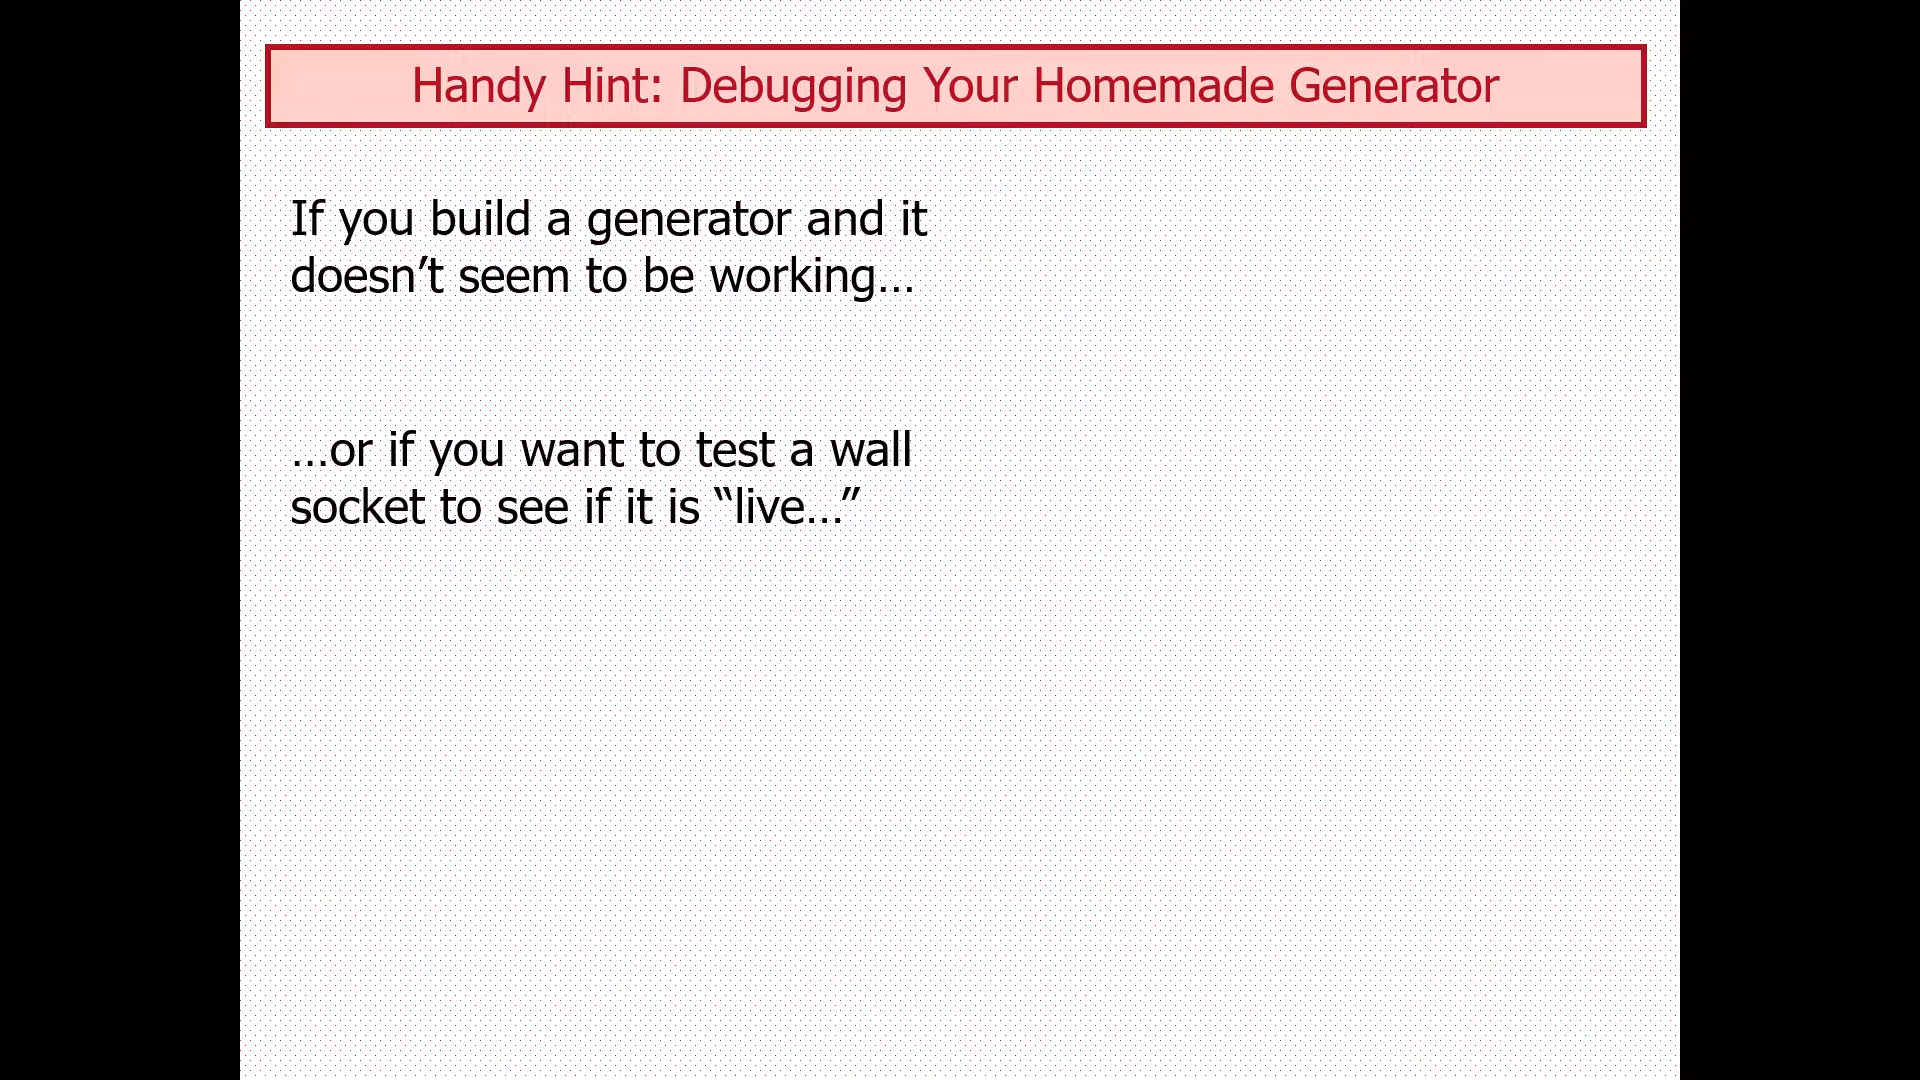 Handy Hint: Debugging Your Homemade Generator
If you build a generator and it
doesn’t seem to be working…
…or if you want to test a wall
socket to see if it is “live…”